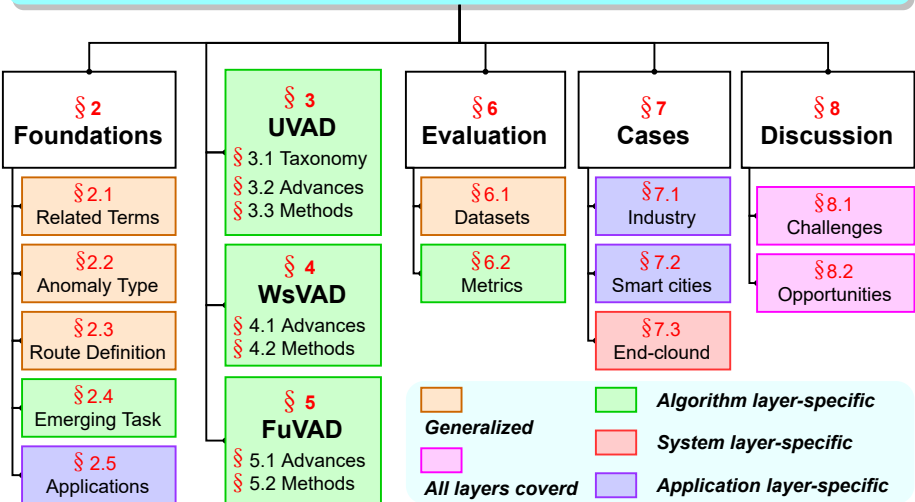 § 2
Foundations
§ 2.1
Related Terms
§ 2.2
Anomaly Type
§ 2.3
Route Definition
§ 2.4
Emerging Task
§ 2.5
Applications
§ 3
UVAD
§ 3.1 Taxonomy
§ 3.2 Advances
§ 3.3 Methods
§ 4
WsVAD
§ 4.1 Advances
§ 4.2 Methods
§ 5
FuVAD
§ 5.1 Advances
§ 5.2 Methods
§ 6
Evaluation
§ 6.1
Datasets
§ 6.2
Metrics
§ 7
Cases
§ 7.1
Industry
§ 7.2
Smart cities
§ 7.3
End-clound
§ 8
Discussion
§ 8.1
Challenges
§ 8.2
Opportunities
Generalized
All layers coverd
Algorithm layer-specific
System layer-specific
Application layer-specific